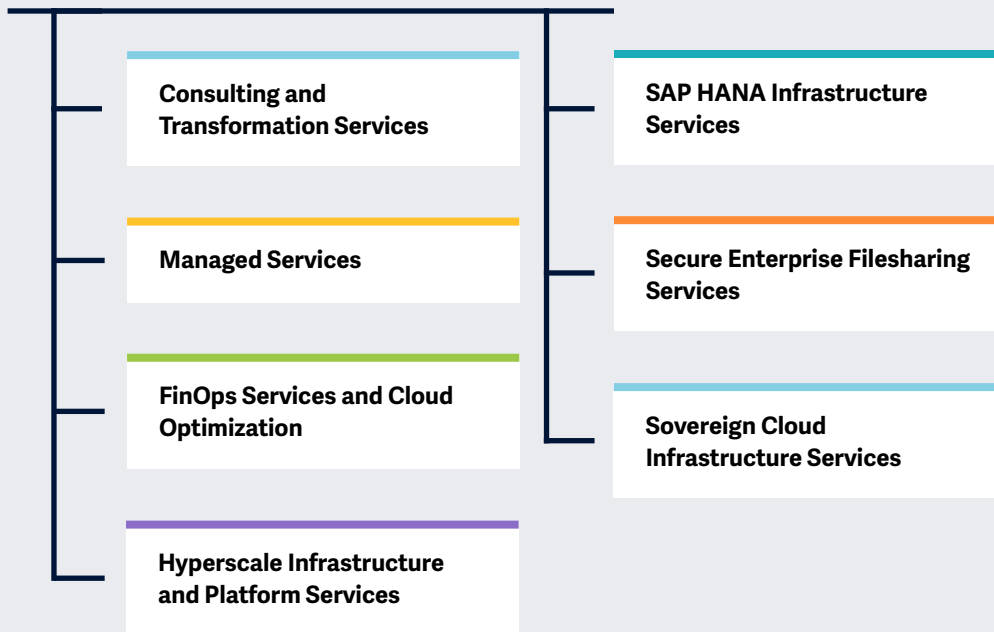 Consulting and
Transformation Services
Managed Services
FinOps Services and Cloud
Optimization
Hyperscale Infrastructure
and Platform Services
SAP HANA Infrastructure
Services
Secure Enterprise Filesharing
Services
Sovereign Cloud
Infrastructure Services